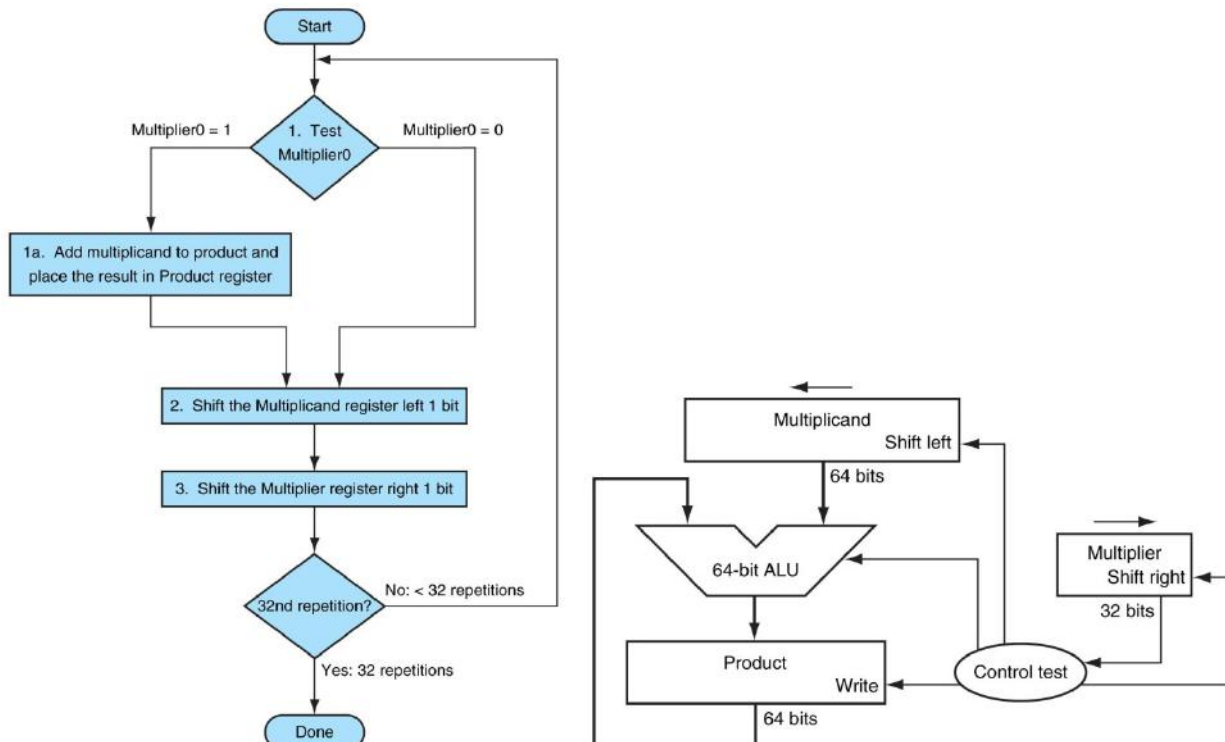 Start
Multiplier0 = 1
1. Test
Multiplier0
Multiplier0 = 0
1a. Add multiplicand to product and
place the result in Product register
2. Shift the Multiplicand register left 1 bit
3. Shift the Multiplier register right 1 bit
32nd repetition?
No: < 32 repetitions
Yes: 32 repetitions
Done
Multiplicand
Shift left
64 bits
64-bit ALU
Multiplier
Shift right
32 bits
Product
Write
Control test
64 bits